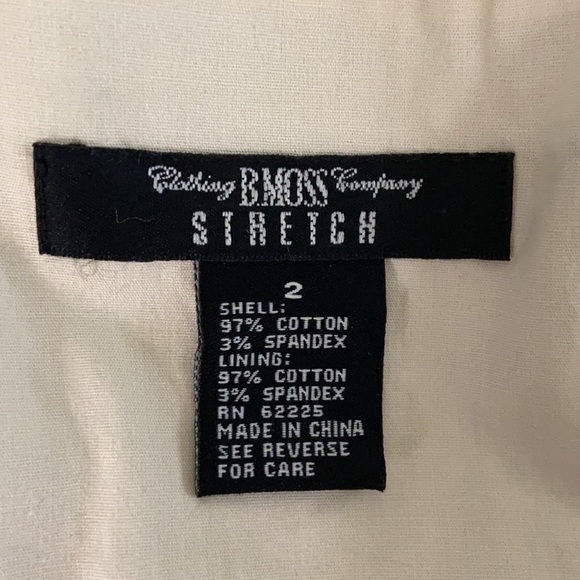 Clothing B.MOSS Company
STRETCH
2
SHELL:
97% COTTON
3% SPANDEX
LINING:
97% COTTON
3% SPANDEX
RN 62225
MADE IN CHINA
SEE REVERSE
FOR CARE